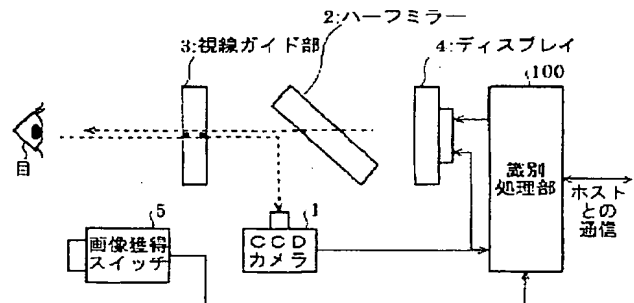 2:ハーフミラー
3:視線ガイド部
4:ディスプレイ
100
目
識別
処理部
ホスト
との
通信
5
画像獲得
スイッチ
1
CCD
カメラ